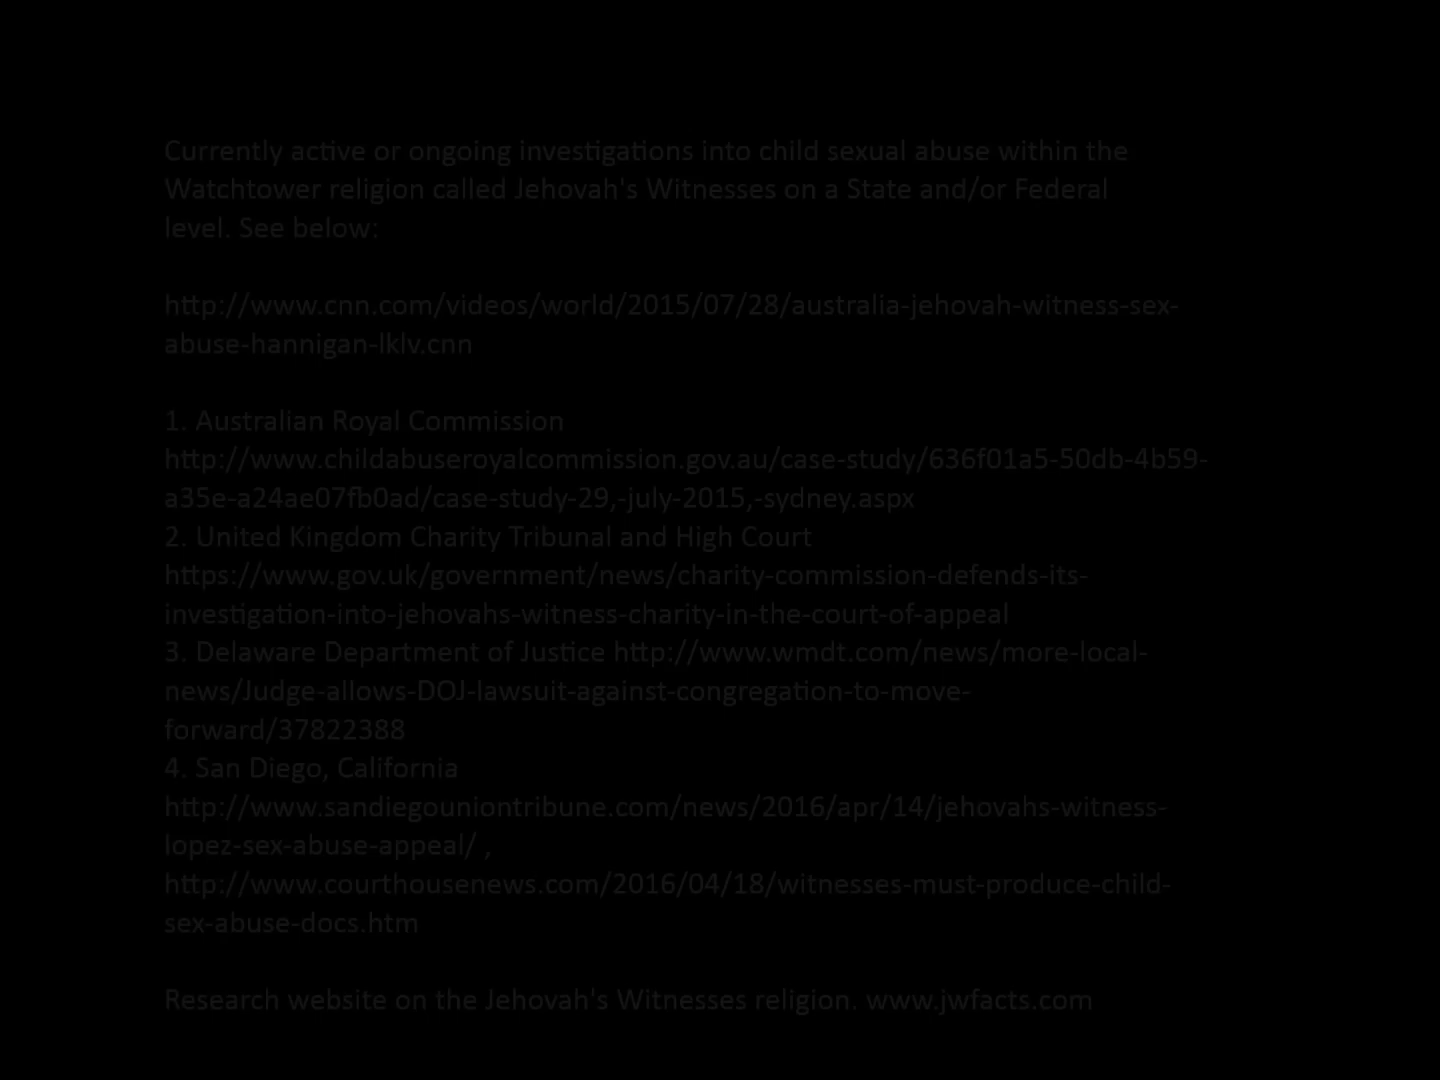 Currently active or ongoing investigations into child sexual abuse within the
Watchtower religion called Jehovah's Witnesses on a State and/or Federal
level. See below:
http://www.cnn.com/videos/world/2015/07/28/australia-jehovah-witness-sex-
abuse-hannigan-lklv.cnn
1. Australian Royal Commission
http://www.childabuseroyalcommission.gov.au/case-study/636f01a5-50db-4b59-
a35e-a24ae07fb0ad/case-study-29,-july-2015,-sydney.aspx
2. United Kingdom Charity Tribunal and High Court
https://www.gov.uk/government/news/charity-commission-defends-its-
investigation-into-jehovahs-witness-charity-in-the-court-of-appeal
3. Delaware Department of Justice http://www.wmdt.com/news/more-local-
news/Judge-allows-DOJ-lawsuit-against-congregation-to-move-
forward/37822388
4. San Diego, California
http://www.sandiegouniontribune.com/news/2016/apr/14/jehovahs-witness-
lopez-sex-abuse-appeal/ ,
http://www.courthousenews.com/2016/04/18/witnesses-must-produce-child-
sex-abuse-docs.htm
Research website on the Jehovah's Witnesses religion. www.jwfacts.com